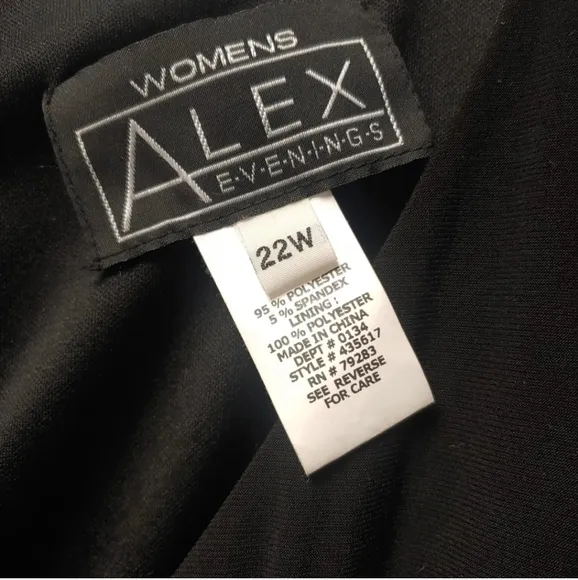 WOMENS
ALEX
E·V·E·N·I·N·G·S
22W
95 % POLYESTER
5 % SPANDEX
LINING :
100 % POLYESTER
MADE IN CHINA
DEPT # 0134
STYLE # 435617
RN # 79283
SEE REVERSE
FOR CARE